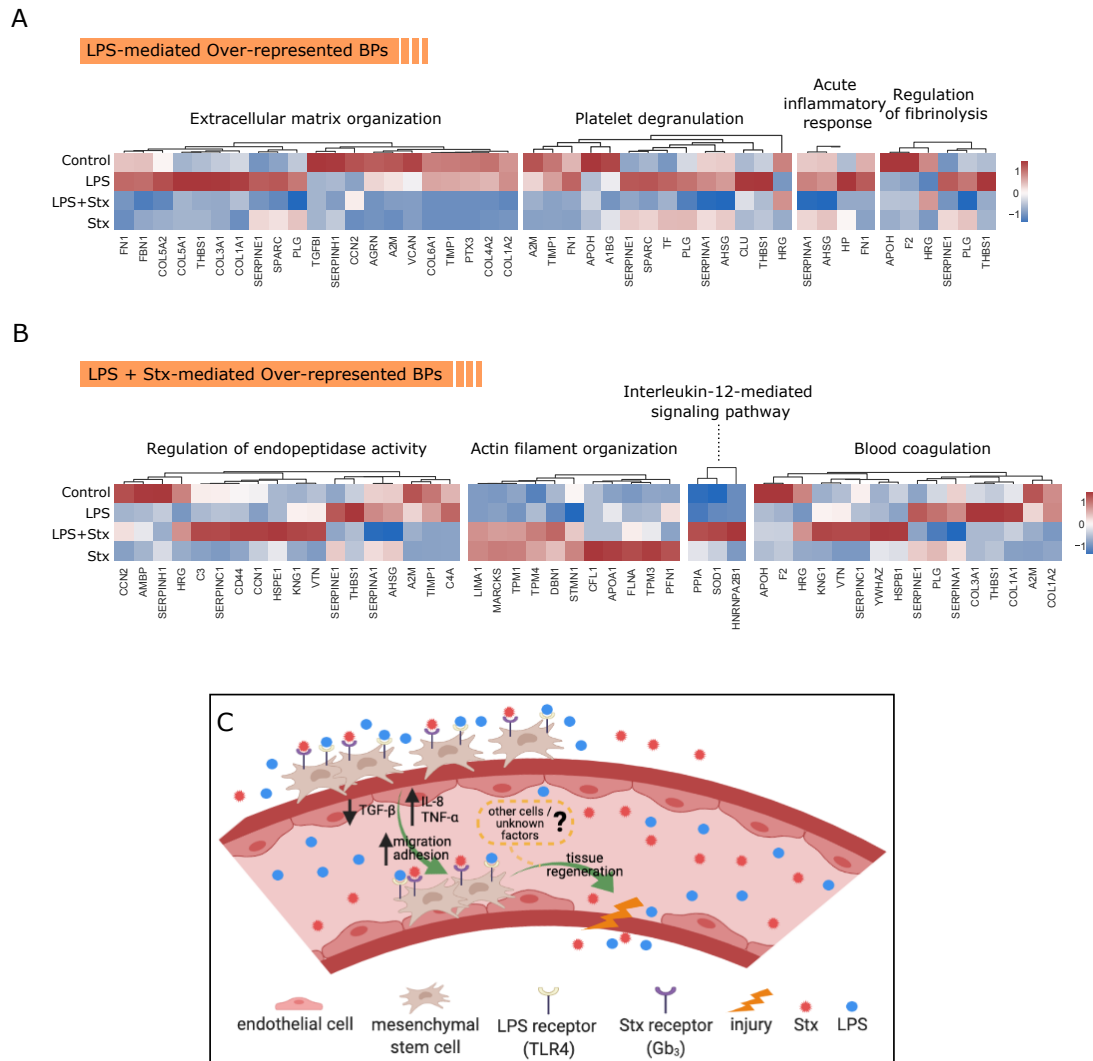 A
LPS-mediated Over-represented BPs
Extracellular matrix organization
Platelet degranulation
Acute
inflammatory
response
Regulation
of fibrinolysis
Control
LPS
LPS+Stx
Stx
1
0
−1
FN1 FBN1 COL5A2 COL5A1 THBS1 COL3A1 COL1A1 SERPINE1 SPARC PLG TGFBI SERPINH1 CCN2 AGRN A2M VCAN COL6A1 TIMP1 PTX3 COL4A2 COL1A2
A2M TIMP1 FN1 APOH A1BG SERPINE1 SPARC TF PLG SERPINA1 AHSG CLU THBS1 HRG
SERPINA1 AHSG HP FN1
APOH F2 HRG SERPINE1 PLG THBS1
B
LPS + Stx-mediated Over-represented BPs
Interleukin-12-mediated
signaling pathway
Regulation of endopeptidase activity
Actin filament organization
Blood coagulation
Control
LPS
LPS+Stx
Stx
1
0
−1
CCN2 AMBP SERPINH1 HRG C3 SERPINC1 CD44 CCN1 HSPE1 KNG1 VTN SERPINE1 THBS1 SERPINA1 AHSG A2M TIMP1 C4A
LIMA1 MARCKS TPM1 TPM4 DBN1 STMN1 CFL1 APOA1 FLNA TPM3 PFN1
PPIA SOD1 HNRNPA2B1
APOH F2 HRG KNG1 VTN SERPINC1 YWHAZ HSPB1 SERPINE1 PLG SERPINA1 COL3A1 THBS1 COL1A1 A2M COL1A2
C
TGF-β
IL-8
TNF-α
migration
adhesion
other cells /
unknown
factors
?
tissue
regeneration
endothelial cell
mesenchymal
stem cell
LPS receptor
(TLR4)
Stx receptor
(Gb₃)
injury
Stx
LPS